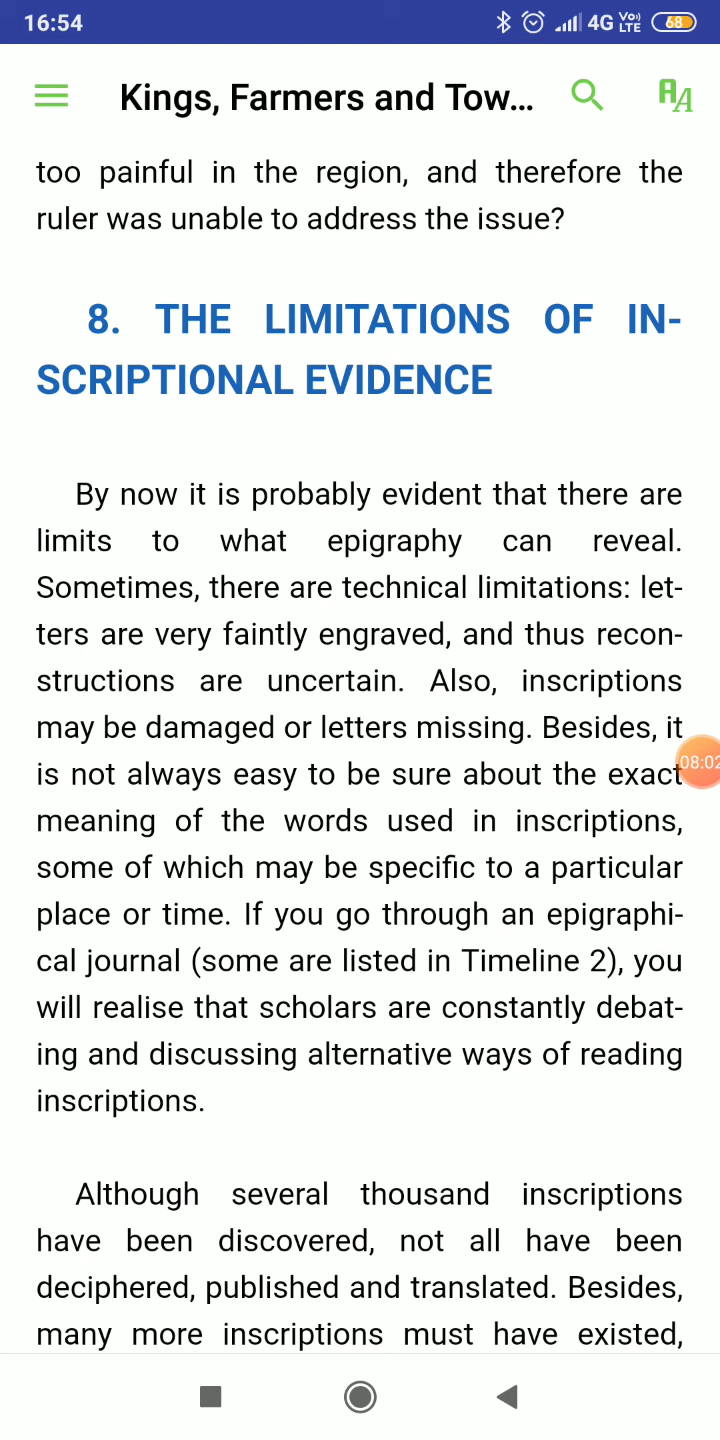 16:54
4G Vo)) LTE 68
Kings, Farmers and Tow...
AA
too painful in the region, and therefore the
ruler was unable to address the issue?
8. THE LIMITATIONS OF IN-
SCRIPTIONAL EVIDENCE
By now it is probably evident that there are
limits to what epigraphy can reveal.
Sometimes, there are technical limitations: let-
ters are very faintly engraved, and thus recon-
structions are uncertain. Also, inscriptions
may be damaged or letters missing. Besides, it
is not always easy to be sure about the exact
08:02
meaning of the words used in inscriptions,
some of which may be specific to a particular
place or time. If you go through an epigraphi-
cal journal (some are listed in Timeline 2), you
will realise that scholars are constantly debat-
ing and discussing alternative ways of reading
inscriptions.
Although several thousand inscriptions
have been discovered, not all have been
deciphered, published and translated. Besides,
many more inscriptions must have existed,